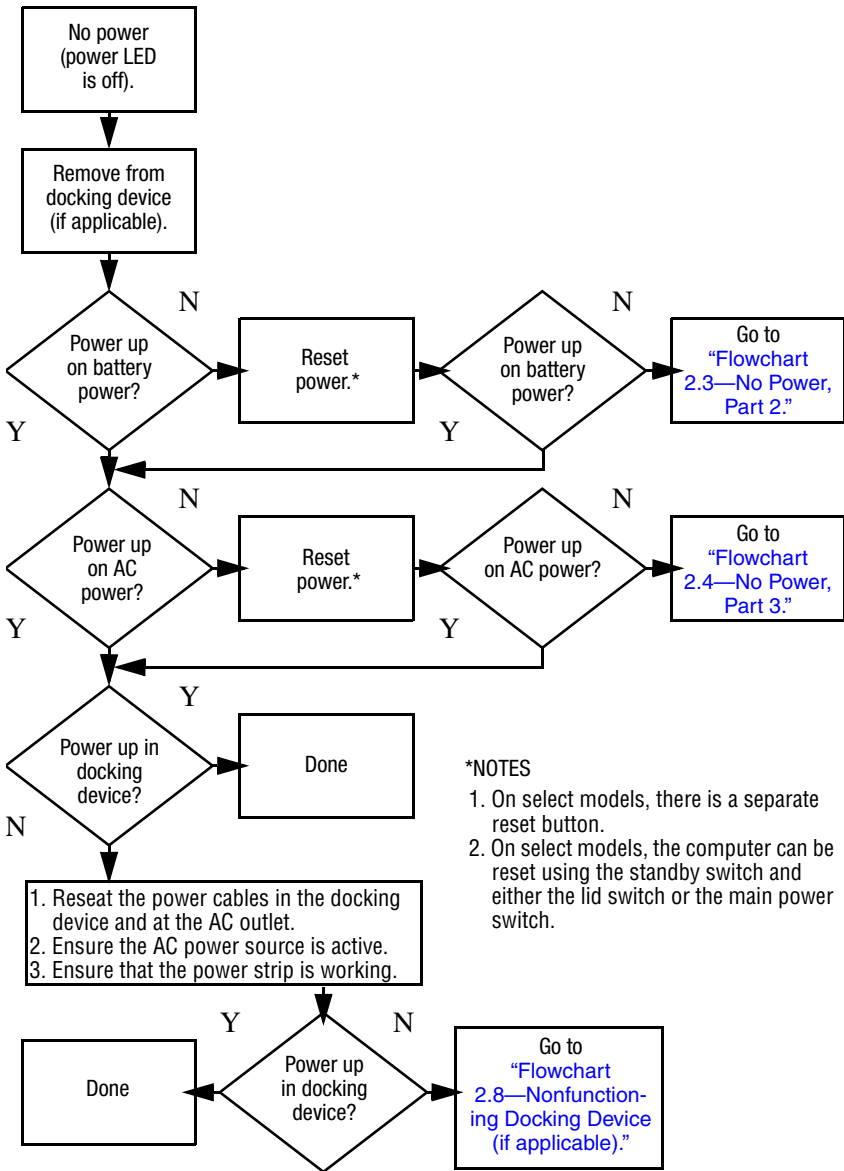 No power
(power LED
is off).
Remove from
docking device
(if applicable).
N
N
Power up
on battery
power?
Reset
power.*
Power up
on battery
power?
Go to
“Flowchart
2.3—No Power,
Part 2.”
Y
Y
N
N
Power up
on AC
power?
Reset
power.*
Power up
on AC power?
Go to
“Flowchart
2.4—No Power,
Part 3.”
Y
Y
Y
Power up in
docking
device?
Done
N
*NOTES
1. On select models, there is a separate
reset button.
2. On select models, the computer can be
reset using the standby switch and
either the lid switch or the main power
switch.
1. Reseat the power cables in the docking
device and at the AC outlet.
2. Ensure the AC power source is active.
3. Ensure that the power strip is working.
Y
N
Done
Power up
in docking
device?
Go to
“Flowchart
2.8—Nonfunction-
ing Docking Device
(if applicable).”